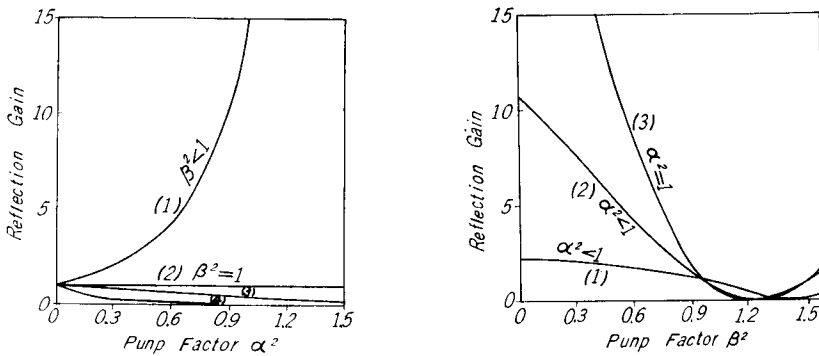 15
10
5
0
Reflection Gain
β²<1
(1)
(2) β²=1
(3)
(4)
0.3
0.6
0.9
1.2
1.5
Punp Factor α²
15
10
5
0
Reflection Gain
(3)
α²=1
(2)
α²<1
α²<1
(1)
0.3
0.6
0.9
1.2
1.5
Punp Factor β²